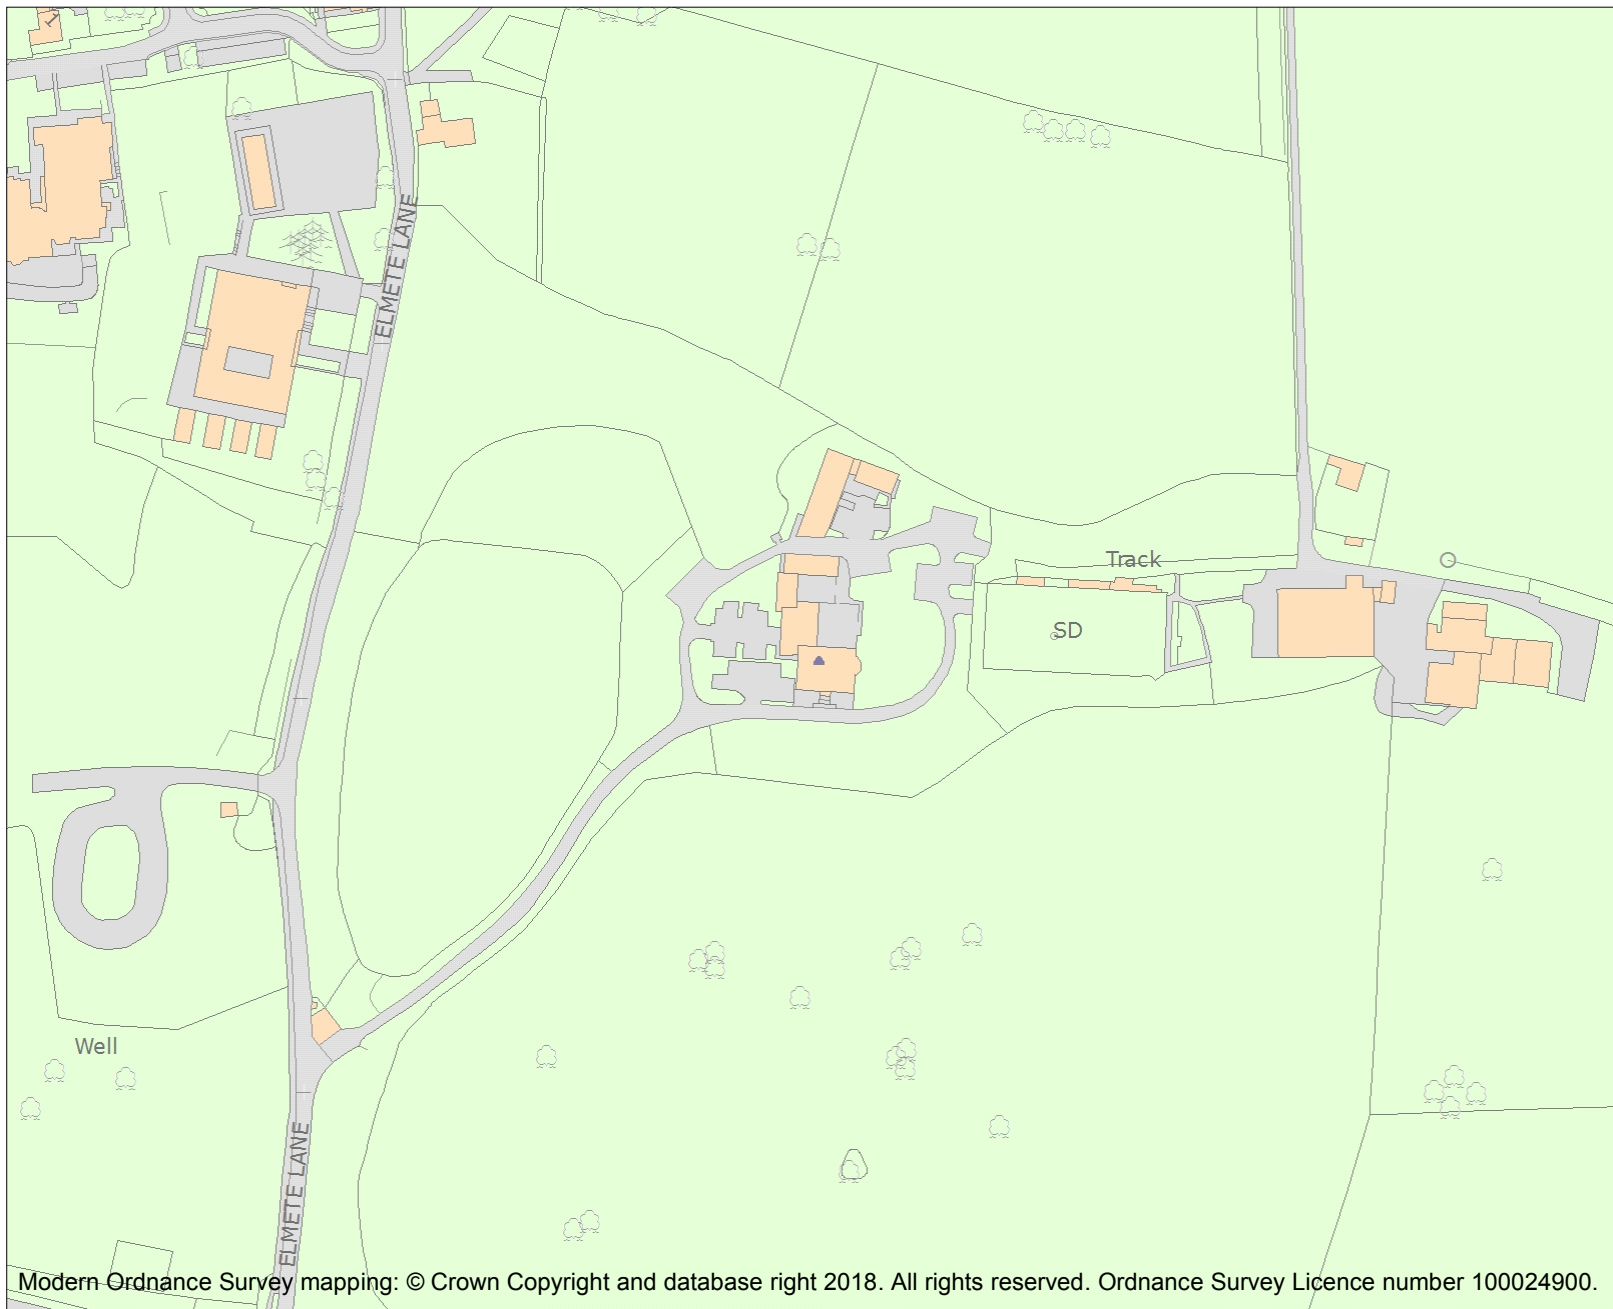 1
ELMETE LANE
Track
SD
Well
ELMETE LANE
Modern Ordnance Survey mapping: © Crown Copyright and database right 2018. All rights reserved. Ordnance Survey Licence number 100024900.